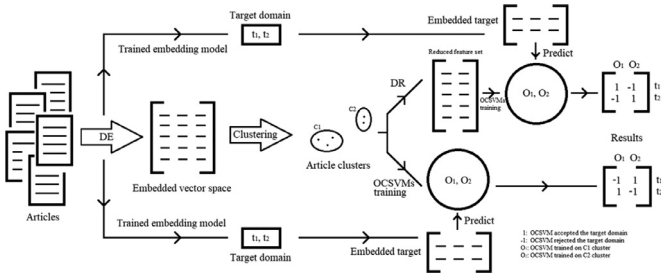 Target domain
Embedded target
Trained embedding model
t₁, t₂
Predict
Reduced feature set
O₁ O₂
DR
OCSVMs
training
O₁, O₂
1 -1 t₁
-1 1 t₂
Results
DE
Clustering
C1
C2
Article clusters
Embedded vector space
Articles
OCSVMs
training
O₁, O₂
O₁ O₂
-1 1 t₁
1 -1 t₂
Predict
Trained embedding model
t₁, t₂
Target domain
Embedded target
1: OCSVM accepted the target domain
-1: OCSVM rejected the target domain
O₁: OCSVM trained on C1 cluster
O₂: OCSVM trained on C2 cluster